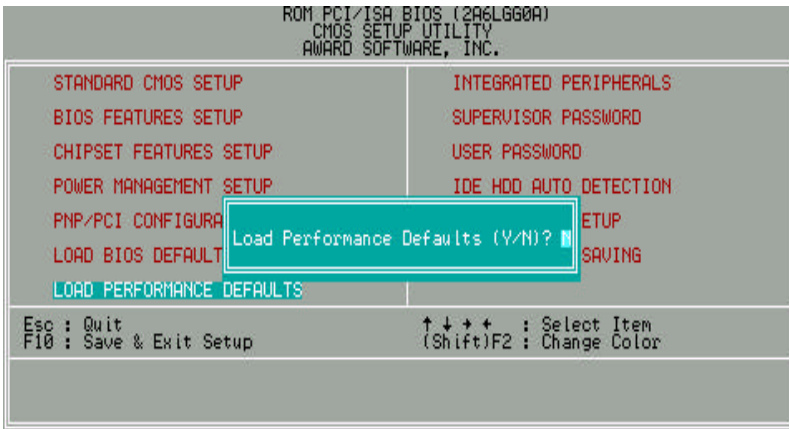 ROM PCI/ISA BIOS (2A6LGG0A)
CMOS SETUP UTILITY
AWARD SOFTWARE, INC.
STANDARD CMOS SETUP
BIOS FEATURES SETUP
CHIPSET FEATURES SETUP
POWER MANAGEMENT SETUP
PNP/PCI CONFIGURA
LOAD BIOS DEFAULT
LOAD PERFORMANCE DEFAULTS
INTEGRATED PERIPHERALS
SUPERVISOR PASSWORD
USER PASSWORD
IDE HDD AUTO DETECTION
ETUP
SAVING
Load Performance Defaults (Y/N)? N
Esc : Quit
F10 : Save & Exit Setup
↑ ↓ → ← : Select Item
(Shift)F2 : Change Color